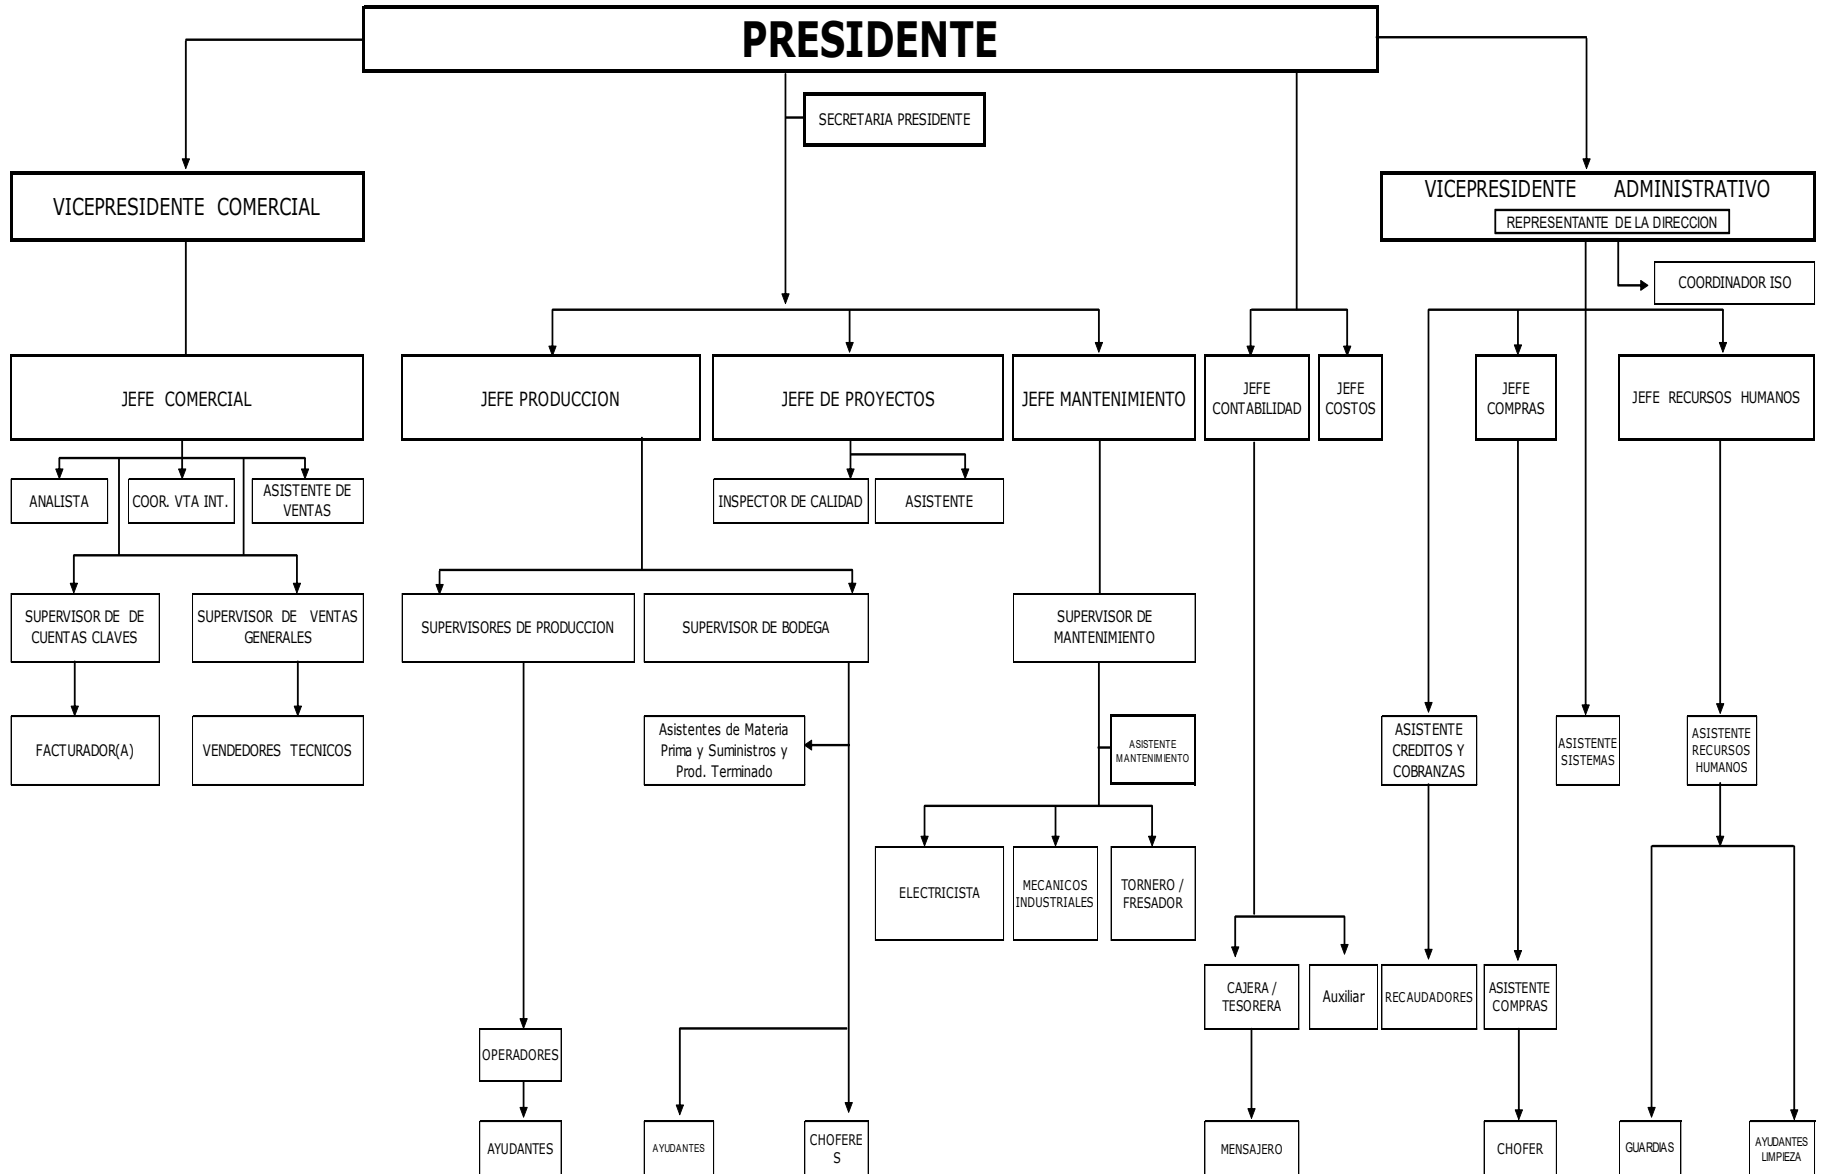 PRESIDENTE
SECRETARIA PRESIDENTE
VICEPRESIDENTE COMERCIAL
VICEPRESIDENTE ADMINISTRATIVO
REPRESENTANTE DE LA DIRECCION
COORDINADOR ISO
JEFE COMERCIAL
JEFE PRODUCCION
JEFE DE PROYECTOS
JEFE MANTENIMIENTO
JEFE
CONTABILIDAD
JEFE
COSTOS
JEFE
COMPRAS
JEFE RECURSOS HUMANOS
ANALISTA
COOR. VTA INT.
ASISTENTE DE
VENTAS
INSPECTOR DE CALIDAD
ASISTENTE
SUPERVISOR DE DE
CUENTAS CLAVES
SUPERVISOR DE VENTAS
GENERALES
SUPERVISORES DE PRODUCCION
SUPERVISOR DE BODEGA
SUPERVISOR DE
MANTENIMIENTO
FACTURADOR(A)
VENDEDORES TECNICOS
Asistentes de Materia
Prima y Suministros y
Prod. Terminado
ASISTENTE
MANTENIMIENTO
ASISTENTE
CREDITOS Y
COBRANZAS
ASISTENTE
SISTEMAS
ASISTENTE
RECURSOS
HUMANOS
ELECTRICISTA
MECANICOS
INDUSTRIALES
TORNERO /
FRESADOR
CAJERA /
TESORERA
Auxiliar
RECAUDADORES
ASISTENTE
COMPRAS
OPERADORES
AYUDANTES
AYUDANTES
CHOFERE
S
MENSAJERO
CHOFER
GUARDIAS
AYUDANTES
LIMPIEZA